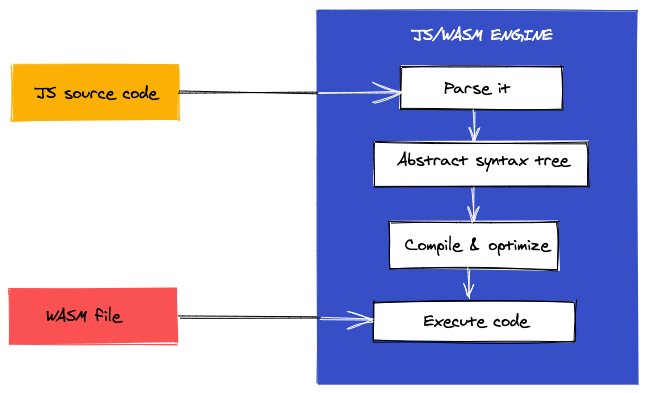 JS/WASM ENGINE
JS source code
Parse it
Abstract syntax tree
Compile & optimize
WASM file
Execute code